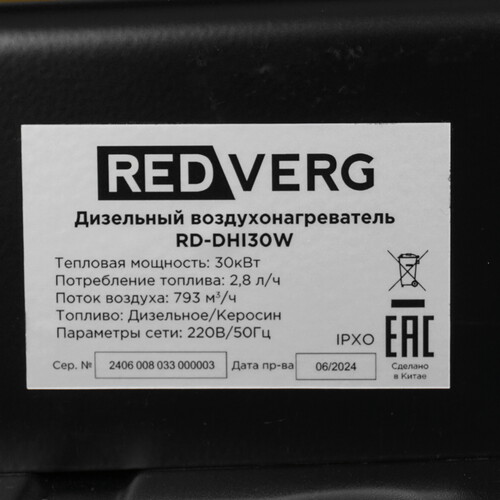 REDVERG
Дизельный воздухонагреватель
RD-DHI30W
Тепловая мощность: 30кВт
Потребление топлива: 2,8 л/ч
Поток воздуха: 793 м³/ч
Топливо: Дизельное/Керосин
Параметры сети: 220В/50Гц
IPXO
EAC
Сер. № 2406 008 033 000003 Дата пр-ва 06/2024
Сделано
в Китае